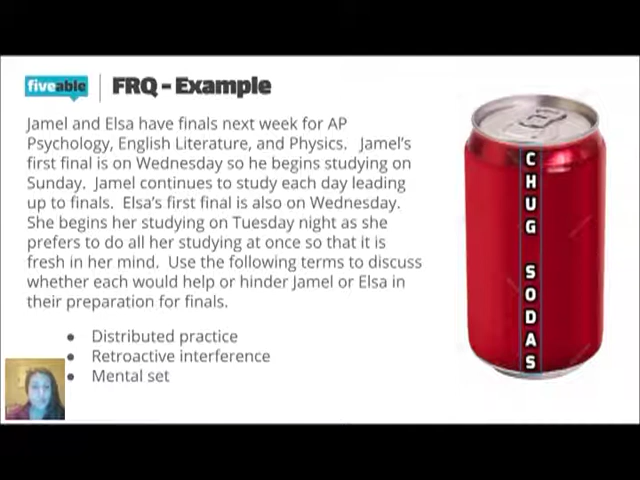 fiveable
FRQ – Example
Jamel and Elsa have finals next week for AP
Psychology, English Literature, and Physics. Jamel's
first final is on Wednesday so he begins studying on
Sunday. Jamel continues to study each day leading
up to finals. Elsa's first final is also on Wednesday.
She begins her studying on Tuesday night as she
prefers to do all her studying at once so that it is
fresh in her mind. Use the following terms to discuss
whether each would help or hinder Jamel or Elsa in
their preparation for finals.
● Distributed practice
● Retroactive interference
● Mental set
CHUG SODAS